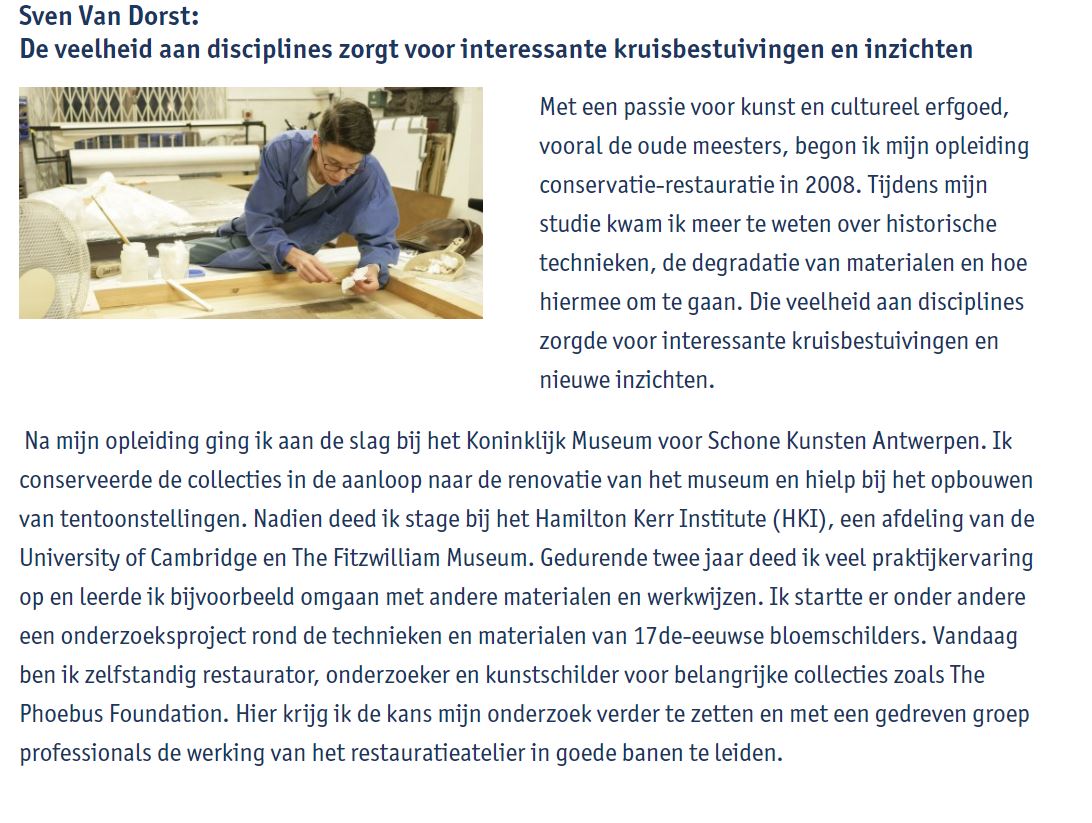 Sven Van Dorst:
De veelheid aan disciplines zorgt voor interessante kruisbestuivingen en inzichten
Met een passie voor kunst en cultureel erfgoed,
vooral de oude meesters, begon ik mijn opleiding
conservatie-restauratie in 2008. Tijdens mijn
studie kwam ik meer te weten over historische
technieken, de degradatie van materialen en hoe
hiermee om te gaan. Die veelheid aan disciplines
zorgde voor interessante kruisbestuivingen en
nieuwe inzichten.
Na mijn opleiding ging ik aan de slag bij het Koninklijk Museum voor Schone Kunsten Antwerpen. Ik
conserveerde de collecties in de aanloop naar de renovatie van het museum en hielp bij het opbouwen
van tentoonstellingen. Nadien deed ik stage bij het Hamilton Kerr Institute (HKI), een afdeling van de
University of Cambridge en The Fitzwilliam Museum. Gedurende twee jaar deed ik veel praktijkervaring
op en leerde ik bijvoorbeeld omgaan met andere materialen en werkwijzen. Ik startte er onder andere
een onderzoeksproject rond de technieken en materialen van 17de-eeuwse bloemschilders. Vandaag
ben ik zelfstandig restaurator, onderzoeker en kunstschilder voor belangrijke collecties zoals The
Phoebus Foundation. Hier krijg ik de kans mijn onderzoek verder te zetten en met een gedreven groep
professionals de werking van het restauratieatelier in goede banen te leiden.